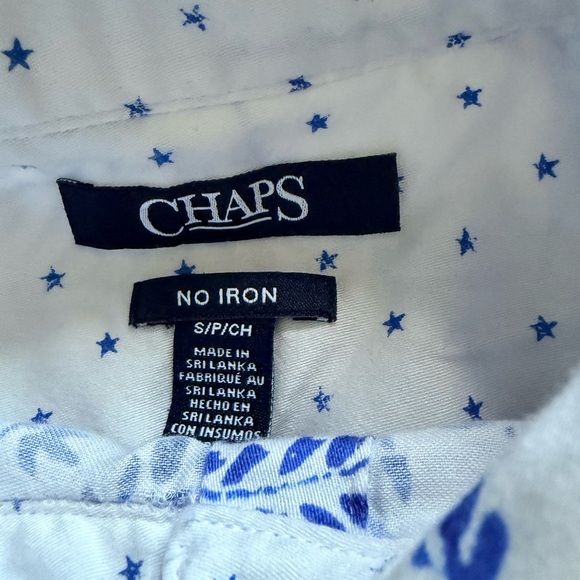 CHAPS
NO IRON
S/P/CH
MADE IN
SRI LANKA
FABRIQUÉ AU
SRI LANKA
HECHO EN
SRI LANKA
CON INSUMOS